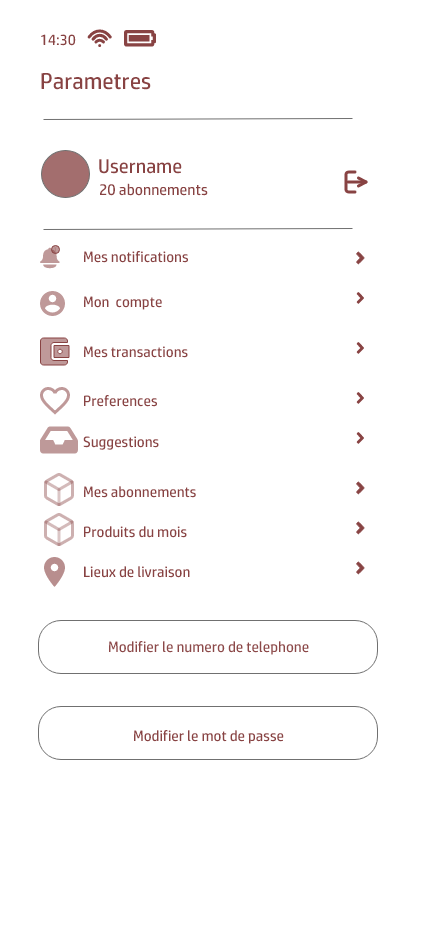 14:30
Parametres
Username
20 abonnements
Mes notifications
Mon  compte
Mes transactions
Preferences
Suggestions
Mes abonnements
Produits du mois
Lieux de livraison
Modifier le numero de telephone
Modifier le mot de passe